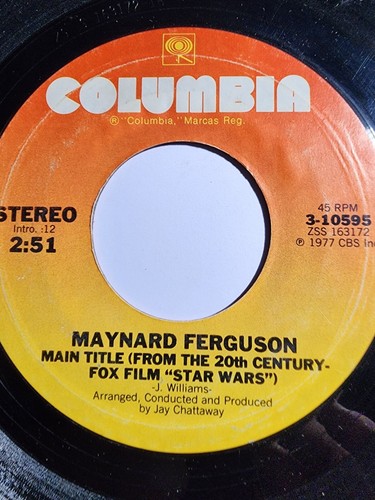 COLUMBIA
® "Columbia," Marcas Reg.
STEREO
Intro. :12
2:51
45 RPM
3-10595
ZSS 163172
℗ 1977 CBS Inc
MAYNARD FERGUSON
MAIN TITLE (FROM THE 20th CENTURY-
FOX FILM "STAR WARS")
-J. Williams-
Arranged, Conducted and Produced
by Jay Chattaway